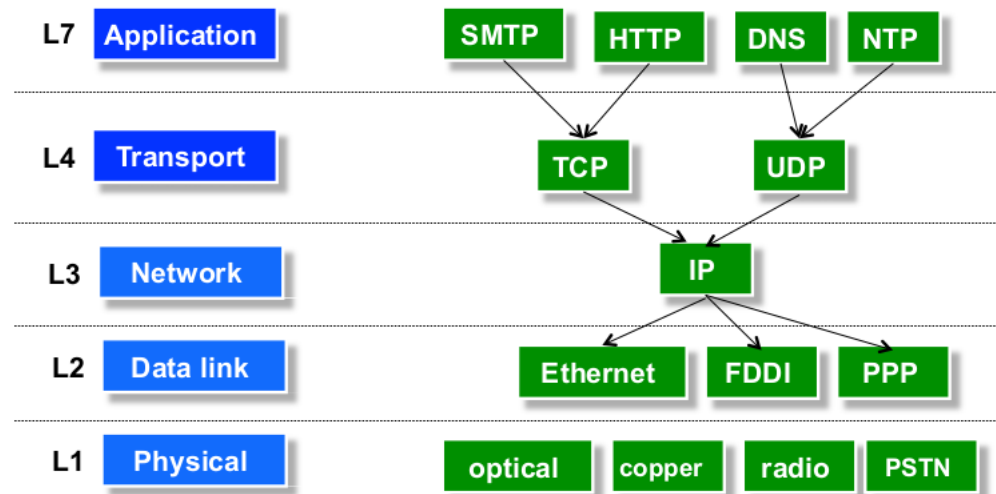 L7 Application SMTP HTTP DNS NTP
L4 Transport TCP UDP
L3 Network IP
L2 Data link Ethernet FDDI PPP
L1 Physical optical copper radio PSTN